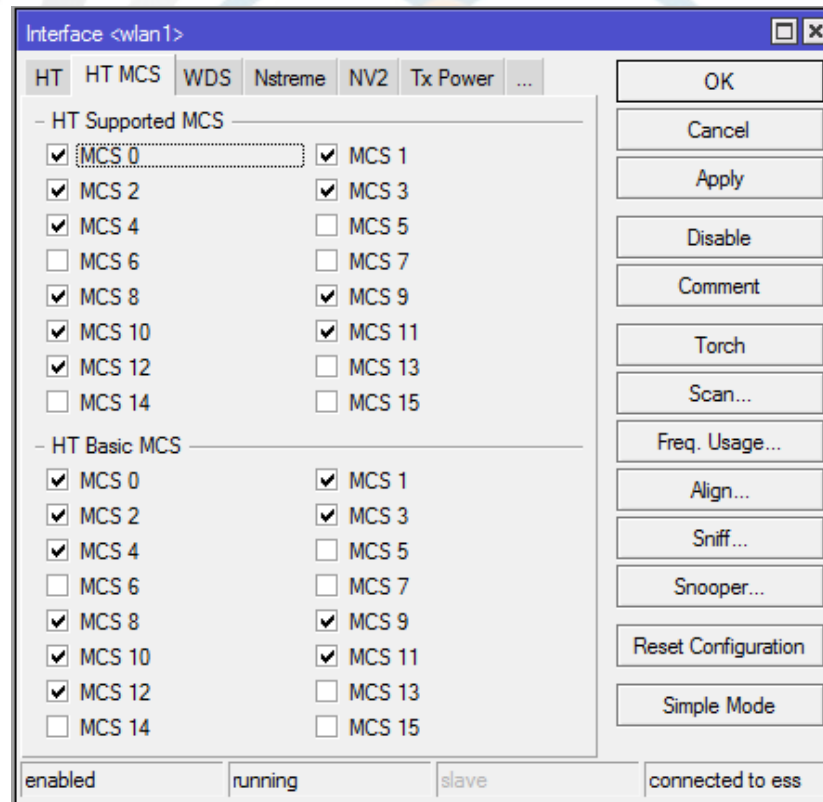 Interface <wlan1>
HT HT MCS WDS Nstreme NV2 Tx Power ...
HT Supported MCS
MCS 0 MCS 1
MCS 2 MCS 3
MCS 4 MCS 5
MCS 6 MCS 7
MCS 8 MCS 9
MCS 10 MCS 11
MCS 12 MCS 13
MCS 14 MCS 15
HT Basic MCS
MCS 0 MCS 1
MCS 2 MCS 3
MCS 4 MCS 5
MCS 6 MCS 7
MCS 8 MCS 9
MCS 10 MCS 11
MCS 12 MCS 13
MCS 14 MCS 15
OK
Cancel
Apply
Disable
Comment
Torch
Scan...
Freq. Usage...
Align...
Sniff...
Snooper...
Reset Configuration
Simple Mode
enabled running slave connected to ess